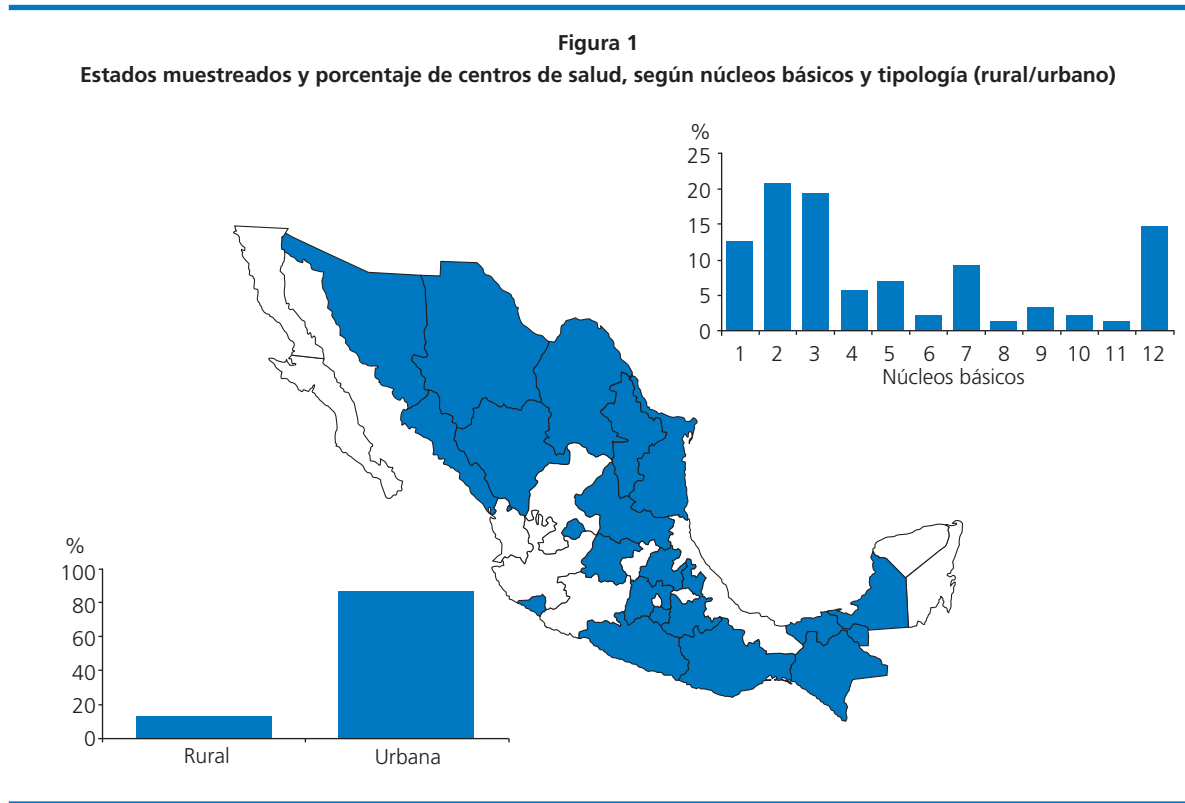 Figura 1
Estados muestreados y porcentaje de centros de salud, según núcleos básicos y tipología (rural/urbano)
%
25
20
15
10
5
0
1 2 3 4 5 6 7 8 9 10 11 12
Núcleos básicos
%
100
80
60
40
20
0
Rural Urbana